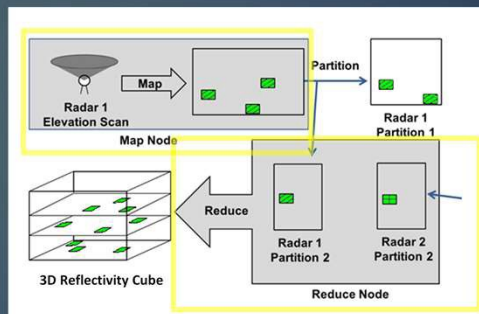 Map
Partition
Radar 1
Elevation Scan
Map Node
Radar 1
Partition 1
Reduce
Radar 1
Partition 2
Radar 2
Partition 2
3D Reflectivity Cube
Reduce Node